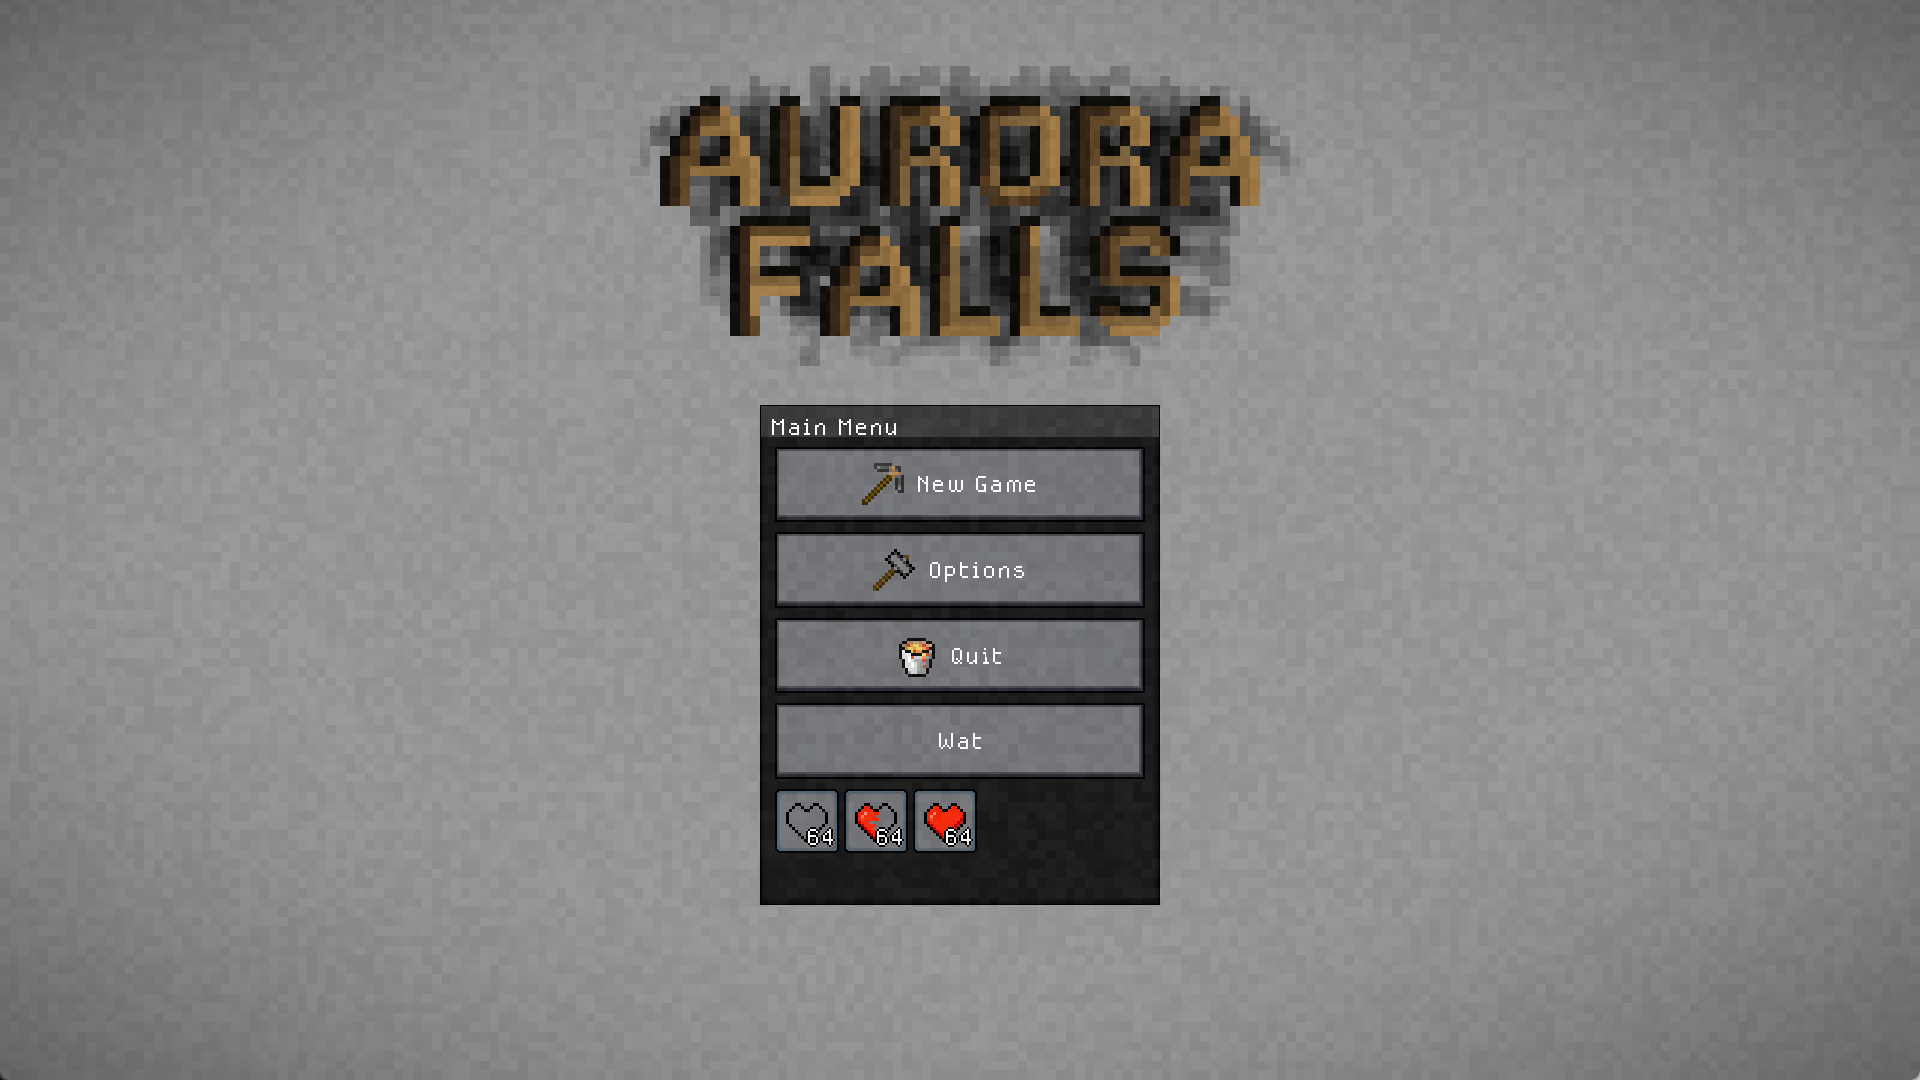 AURORA
FALLS
Main Menu
New Game
Options
Quit
Wat
64 64 64